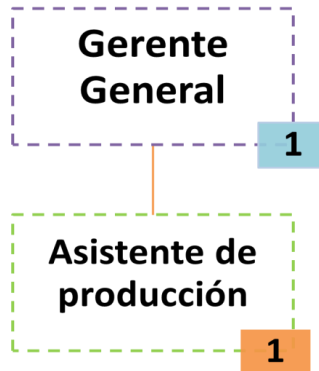 Gerente
General
1
Asistente de
producción
1